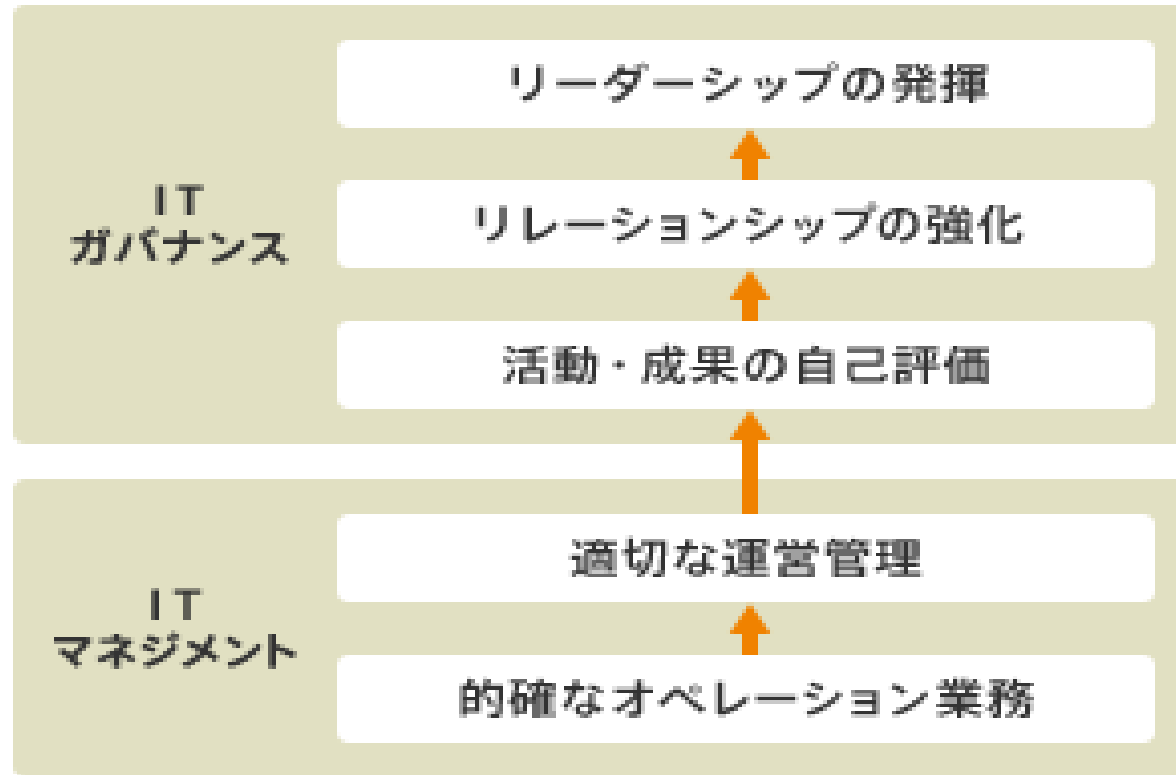 IT
ガバナンス
リーダーシップの発揮
リレーションシップの強化
活動・成果の自己評価
IT
マネジメント
適切な運営管理
的確なオペレーション業務